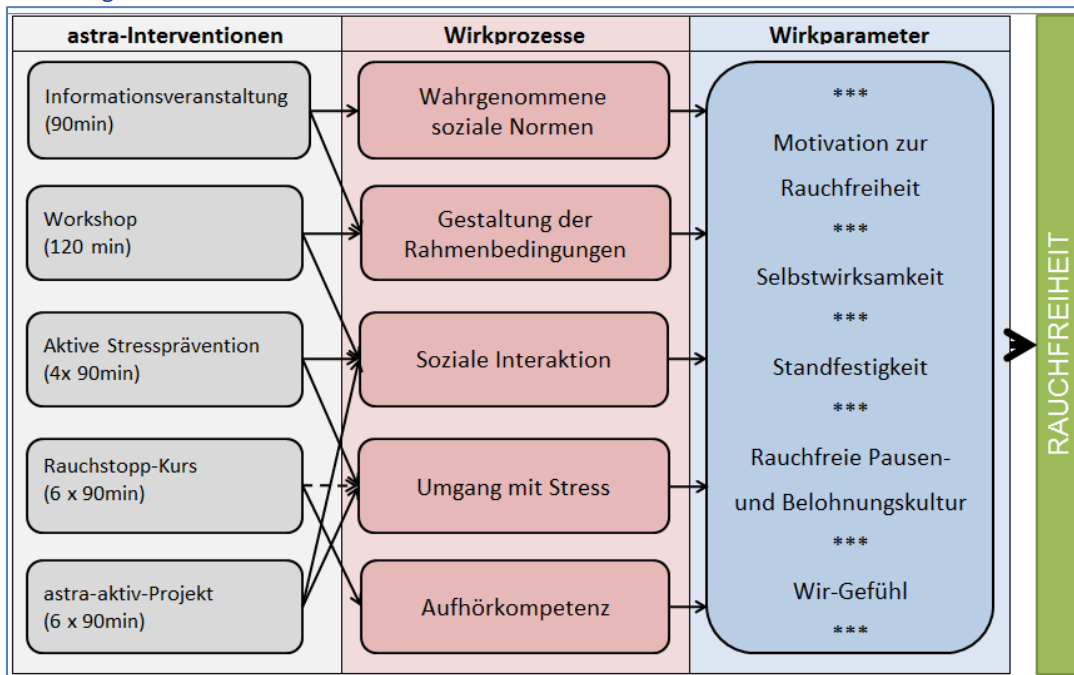 astra-Interventionen
Informationsveranstaltung
(90min)
Workshop
(120 min)
Aktive Stressprävention
(4x 90min)
Rauchstopp-Kurs
(6 x 90min)
astra-aktiv-Projekt
(6 x 90min)
Wirkprozesse
Wahrgenommene
soziale Normen
Gestaltung der
Rahmenbedingungen
Soziale Interaktion
Umgang mit Stress
Aufhörkompetenz
Wirkparameter
***
Motivation zur
Rauchfreiheit
***
Selbstwirksamkeit
***
Standfestigkeit
***
Rauchfreie Pausen-
und Belohnungskultur
***
Wir-Gefühl
***
RAUCHFREIHEIT